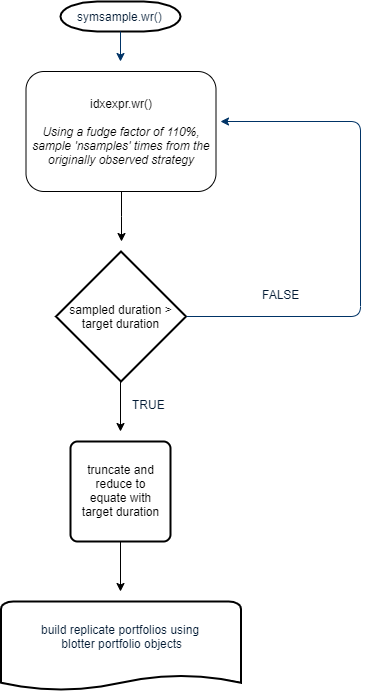 symsample.wr()
idxexpr.wr()
Using a fudge factor of 110%,
sample 'nsamples' times from the
originally observed strategy
sampled duration >
target duration
FALSE
TRUE
truncate and
reduce to
equate with
target duration
build replicate portfolios using
blotter portfolio objects